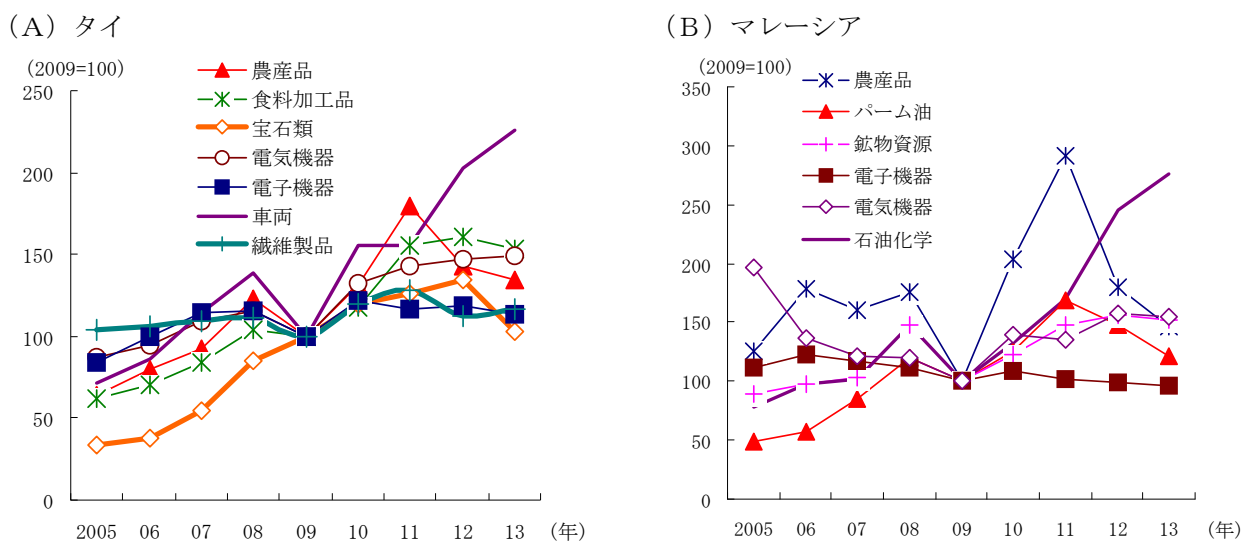 (A) タイ
(2009=100)
農産品
食料加工品
宝石類
電気機器
電子機器
車両
繊維製品
250
200
150
100
50
0
2005 06 07 08 09 10 11 12 13 (年)
(B) マレーシア
(2009=100)
農産品
パーム油
鉱物資源
電子機器
電気機器
石油化学
350
300
250
200
150
100
50
0
2005 06 07 08 09 10 11 12 13 (年)